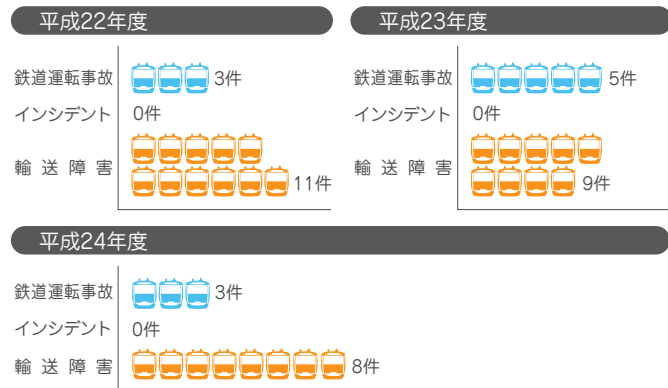 平成22年度
鉄道運転事故 3件
インシデント 0件
輸送障害 11件
平成23年度
鉄道運転事故 5件
インシデント 0件
輸送障害 9件
平成24年度
鉄道運転事故 3件
インシデント 0件
輸送障害 8件